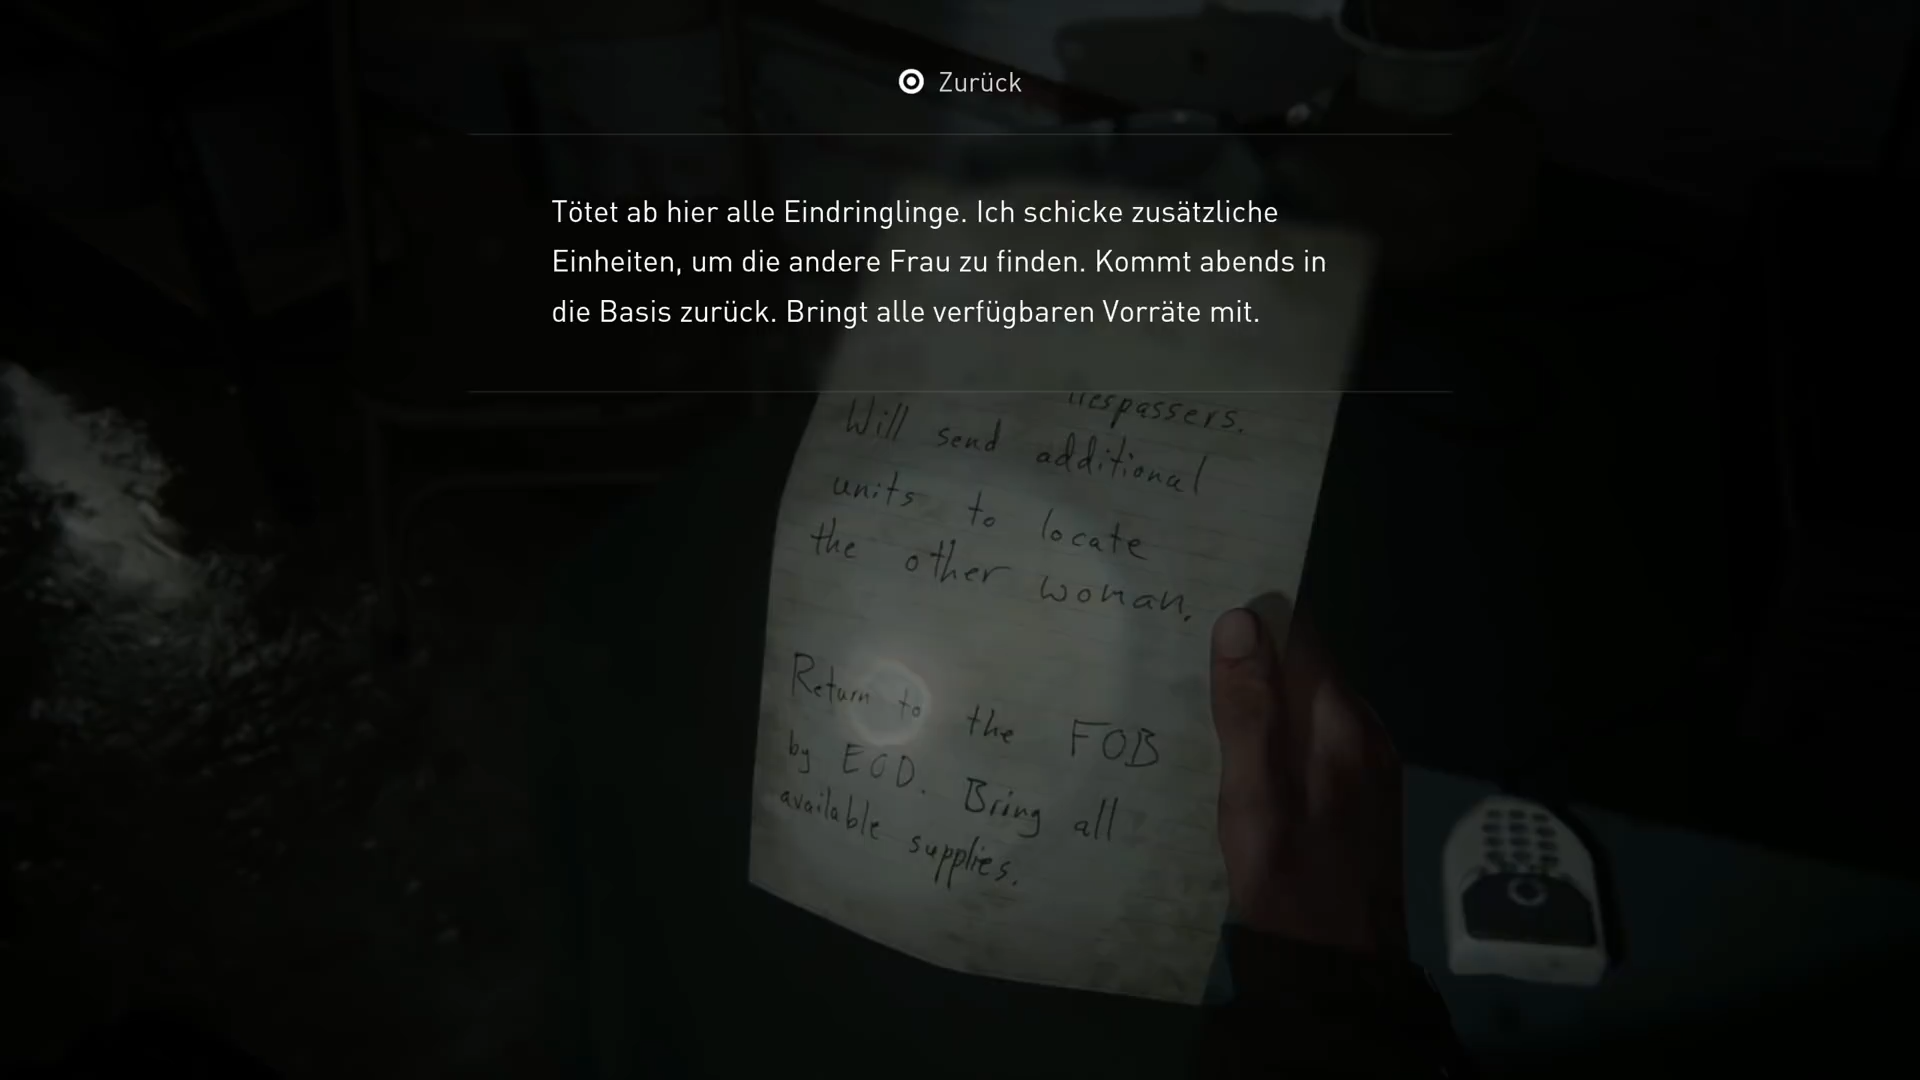 Zurück
Tötet ab hier alle Eindringlinge. Ich schicke zusätzliche
Einheiten, um die andere Frau zu finden. Kommt abends in
die Basis zurück. Bringt alle verfügbaren Vorräte mit.
trespassers.
Will send additional
units to locate
the other woman.
Return to the FOB
by EOD. Bring all
available supplies.